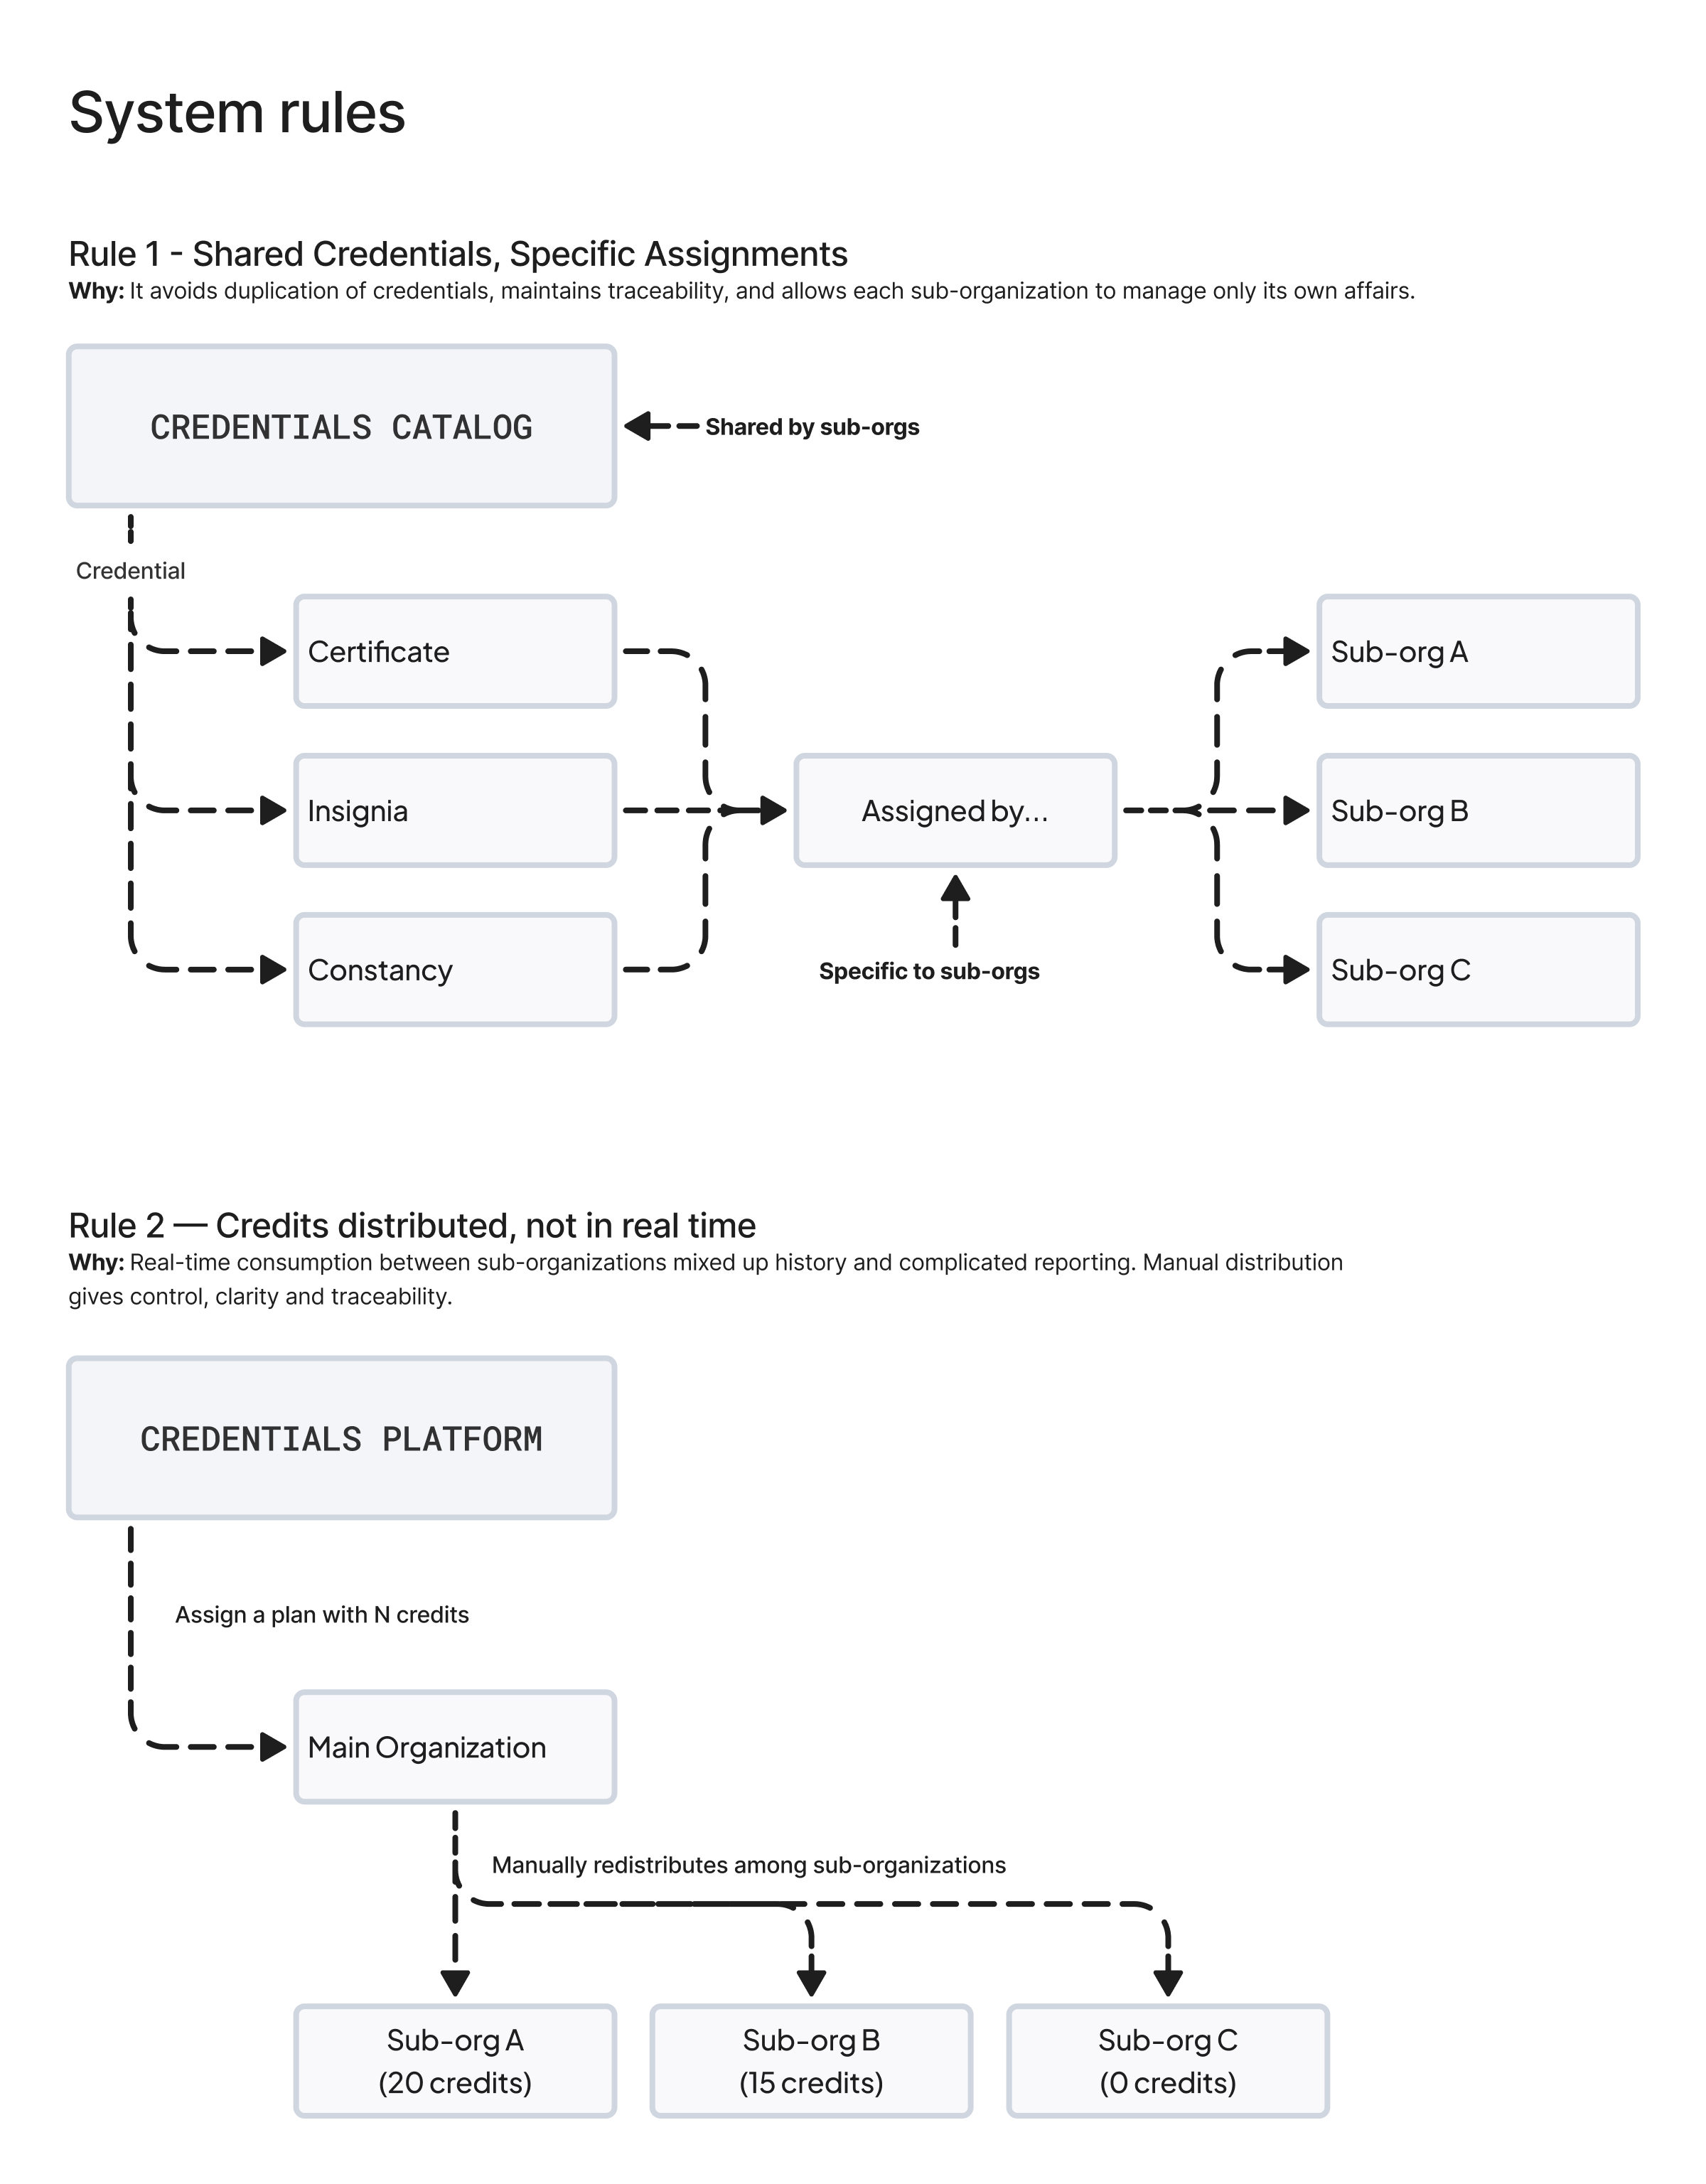 System rules
Rule 1 - Shared Credentials, Specific Assignments
Why: It avoids duplication of credentials, maintains traceability, and allows each sub-organization to manage only its own affairs.
CREDENTIALS CATALOG
Shared by sub-orgs
Credential
Certificate
Sub-org A
Insignia
Assigned by...
Sub-org B
Constancy
Specific to sub-orgs
Sub-org C
Rule 2 — Credits distributed, not in real time
Why: Real-time consumption between sub-organizations mixed up history and complicated reporting. Manual distribution
gives control, clarity and traceability.
CREDENTIALS PLATFORM
Assign a plan with N credits
Main Organization
Manually redistributes among sub-organizations
Sub-org A
(20 credits)
Sub-org B
(15 credits)
Sub-org C
(0 credits)